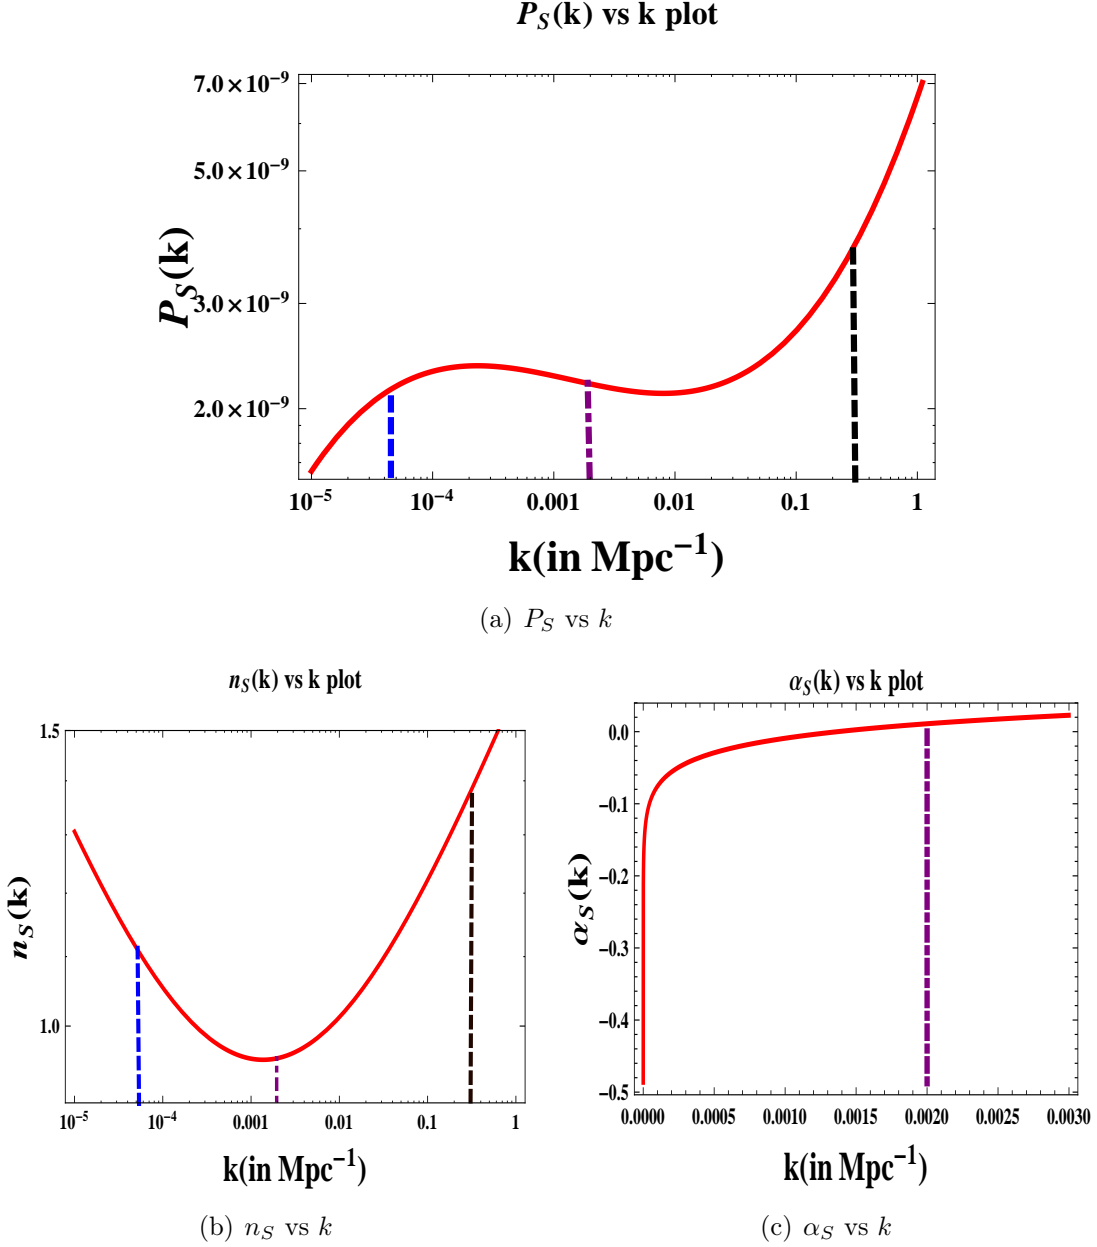 P_S(k) vs k plot
7.0×10⁻⁹
5.0×10⁻⁹
3.0×10⁻⁹
2.0×10⁻⁹
P_S(k)
10⁻⁵ 10⁻⁴ 0.001 0.01 0.1 1
k(in Mpc⁻¹)
(a) P_S vs k
n_S(k) vs k plot
1.5
1.0
n_S(k)
10⁻⁵ 10⁻⁴ 0.001 0.01 0.1 1
k(in Mpc⁻¹)
(b) n_S vs k
α_S(k) vs k plot
0.0
−0.1
−0.2
−0.3
−0.4
−0.5
α_S(k)
0.0000 0.0005 0.0010 0.0015 0.0020 0.0025 0.0030
k(in Mpc⁻¹)
(c) α_S vs k